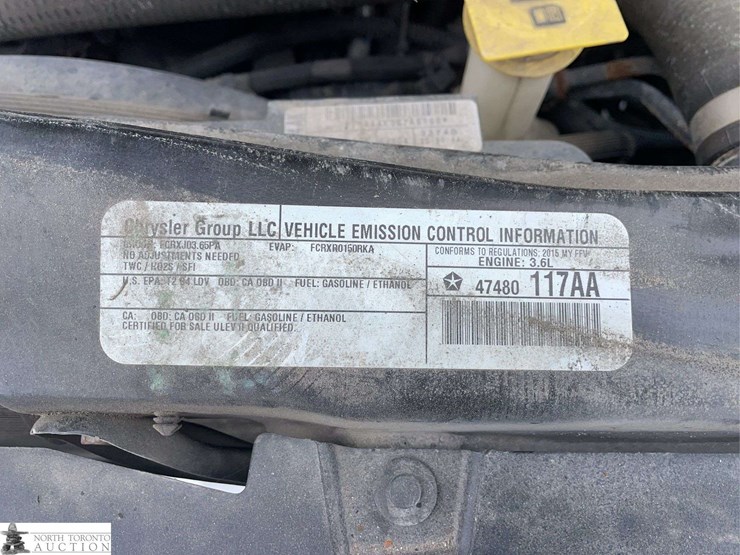 Chrysler Group LLC VEHICLE EMISSION CONTROL INFORMATION
GROUP: FCRXJ03.65PA EVAP: FCRXR0150RKA
NO ADJUSTMENTS NEEDED
TWC / HO2S / SFI
CONFORMS TO REGULATIONS: 2015 MY FFV
ENGINE: 3.6L
U.S. EPA: T2 B4 LDV OBD: CA OBD II FUEL: GASOLINE / ETHANOL
47480 117AA
CA: OBD: CA OBD II FUEL: GASOLINE / ETHANOL
CERTIFIED FOR SALE ULEV II QUALIFIED.
NORTH TORONTO
AUCTION